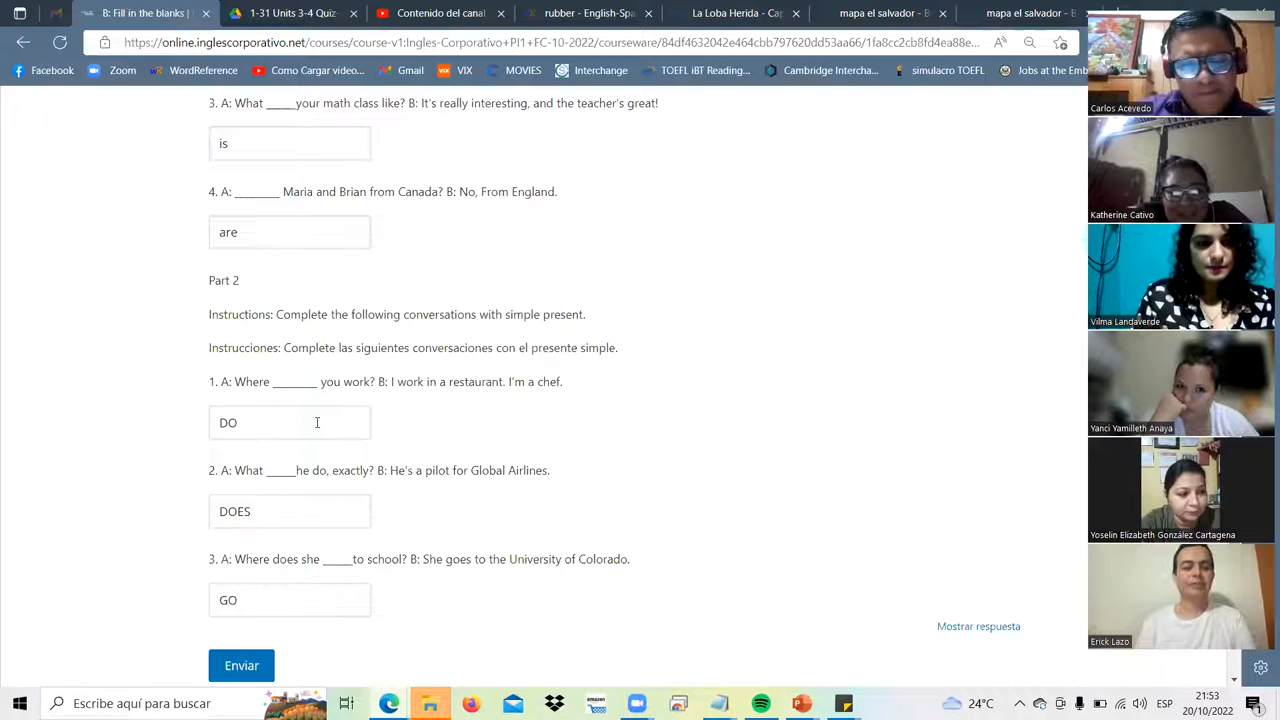 B: Fill in the blanks |
1-31 Units 3-4 Grammar
Corrido del
rubén - English-Spa
Loba Herida - Cap
mapa el salvador -
mapa el salvador - B
https://online.inglescorporativo.net/courses/course-v1:Ingles-Corporativo+PI1+FC-10-2022/courseware/84df4632042e464cbb797620dd53aa66/1fa8cc2cb8fd4ea88e...
Facebook
Zoom
WordReference
Como Cargar video...
Gmail
VIX
GMOVIES
Interchange
TOEFL iBT Reading...
Cambridge Intercha...
simulacro TOEFL
Jobs at the Emb
3. A: What _____your math class like? B: It's really interesting, and the teacher's great!
is
4. A: ________ Maria and Brian from Canada? B: No, From England.
are
Part 2
Instructions: Complete the following conversations with simple present.
Instrucciones: Complete las siguientes conversaciones con el presente simple.
1. A: Where ________ you work? B: I work in a restaurant. I'm a chef.
DO
2. A: What _____he do, exactly? B: He's a pilot for Global Airlines.
DOES
3. A: Where does she _____to school? B: She goes to the University of Colorado.
GO
Mostrar respuesta
Enviar
Carlos Acevedo
Katherine Cativo
Vilma Landaverde
Yanci Yamilleth Anaya
Yoselin Elizabeth González Cartagena
Erick Lazo
Escribe aquí para buscar
amazon
24°C
ESP
21:53
20/10/2022
1